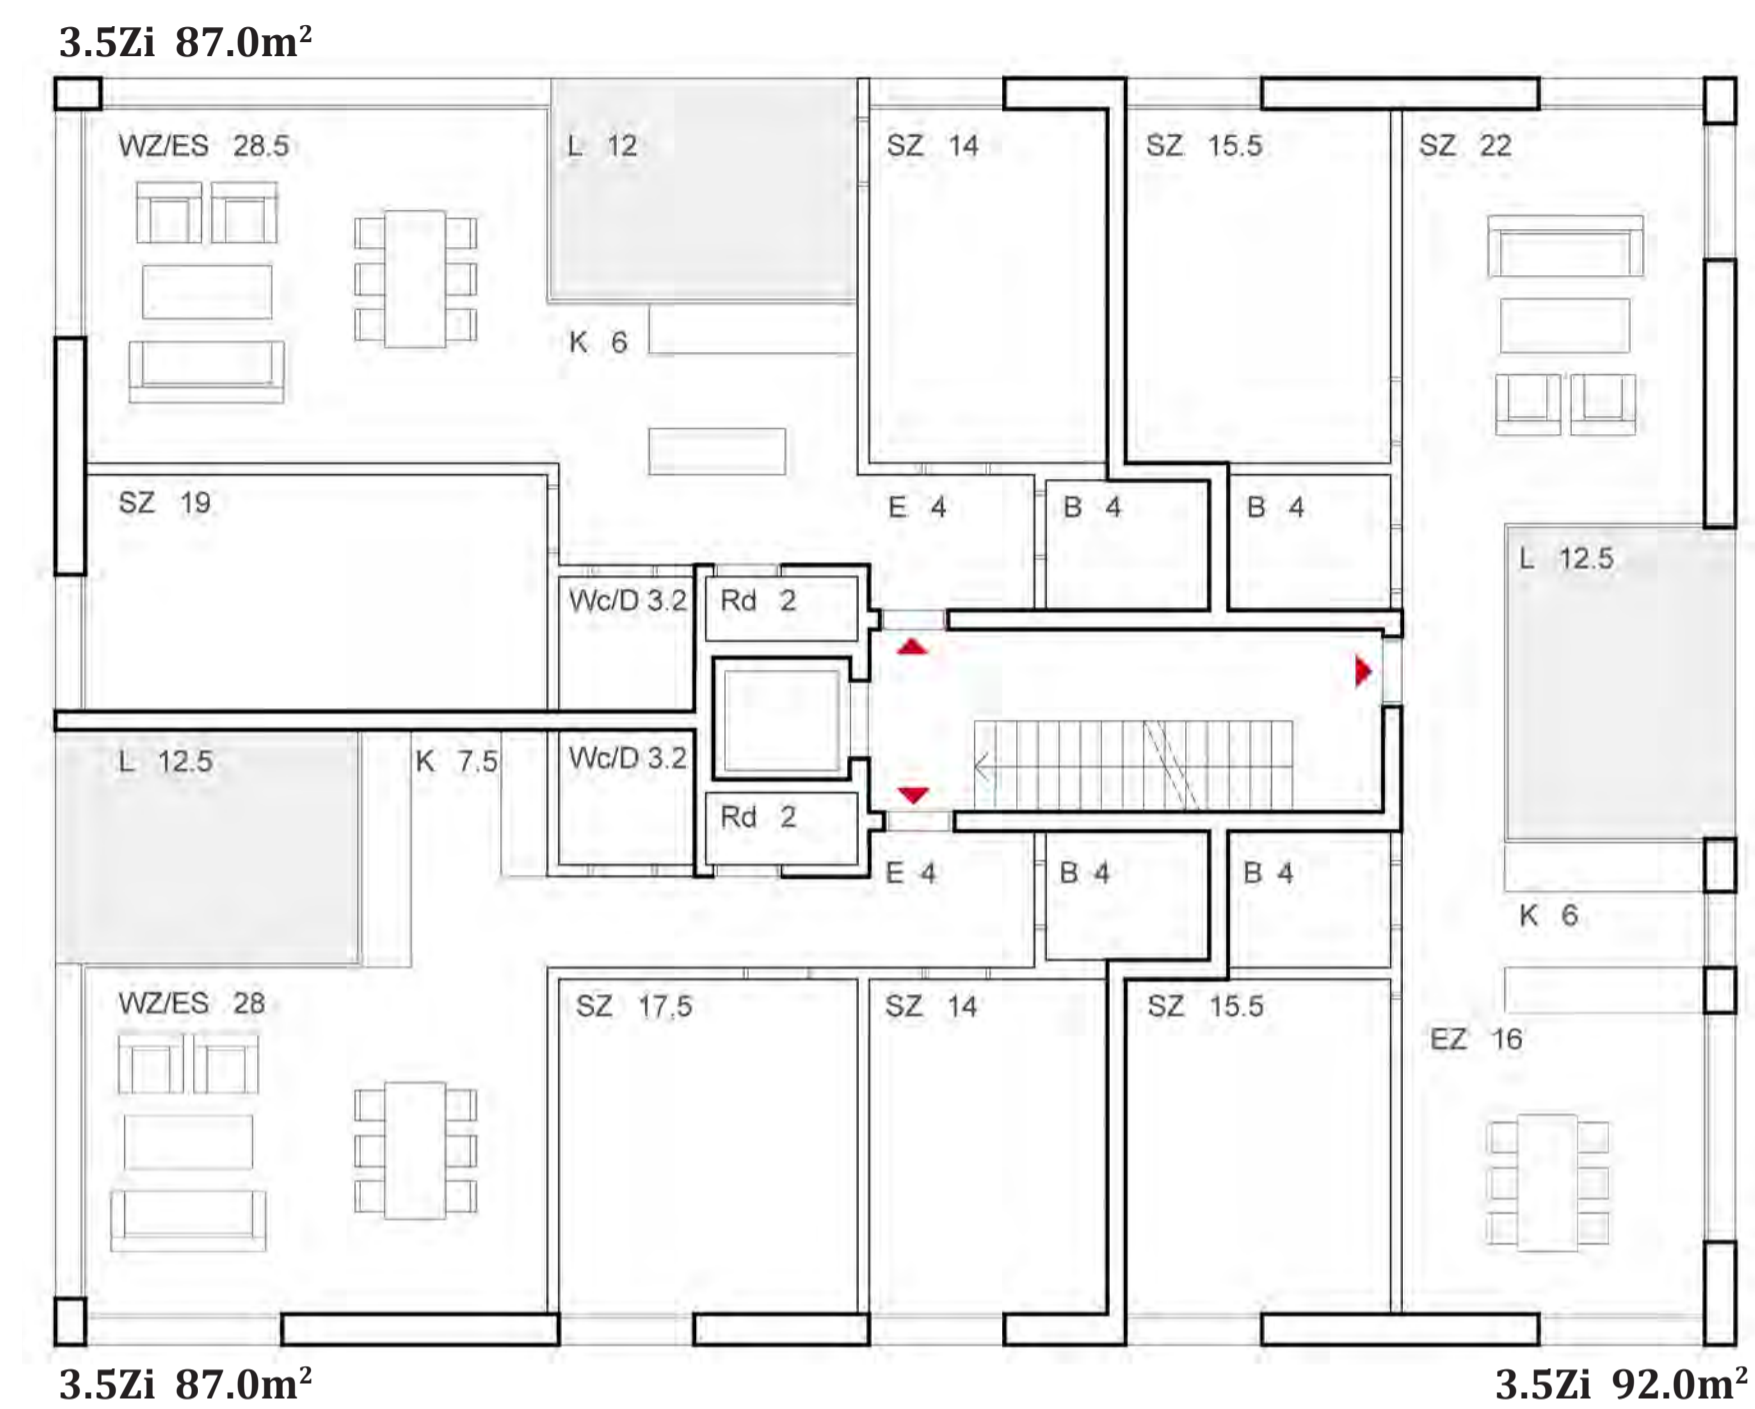 3.5Zi 87.0m²
WZ/ES 28.5
L 12
SZ 14
SZ 15.5
SZ 22
K 6
SZ 19
E 4
B 4
B 4
L 12.5
Wc/D 3.2
Rd 2
L 12.5
K 7.5
Wc/D 3.2
Rd 2
E 4
B 4
B 4
K 6
WZ/ES 28
SZ 17,5
SZ 14
SZ 15.5
EZ 16
3.5Zi 87.0m²
3.5Zi 92.0m²